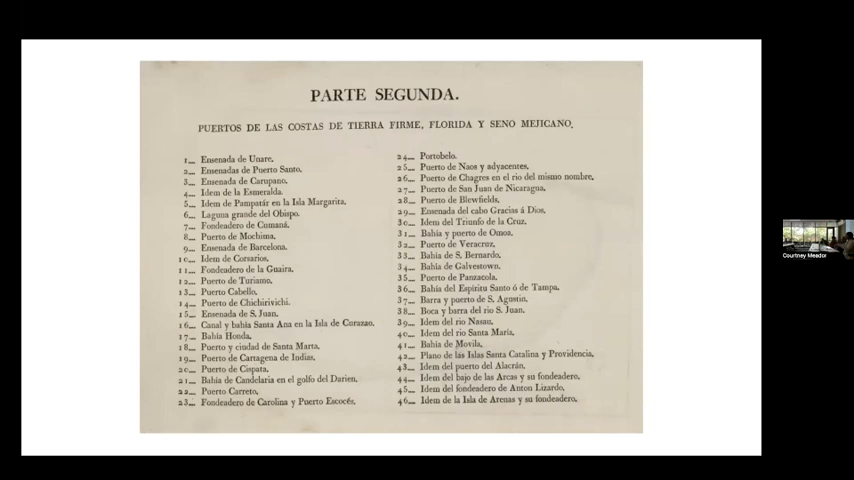 PARTE SEGUNDA.
PUERTOS DE LAS COSTAS DE TIERRA FIRME, FLORIDA Y SENO MEJICANO.
1... Ensenada de Unare.
2... Ensenadas de Puerto Santo.
3... Ensenada de Carupano.
4... Idem de la Esmeralda.
5... Idem de Pampatár en la Isla Margarita.
6... Laguna grande del Obispo.
7... Fondeadero de Cumaná.
8... Puerto de Mochima.
9... Ensenada de Barcelona.
10... Idem de Corsarios.
11... Fondeadero de la Guaira.
12... Puerto de Turiamo.
13... Puerto Cabello.
14... Puerto de Chichirivichi.
15... Ensenada de S. Juan.
16... Canal y bahía Santa Ana en la Isla de Curazao.
17... Bahía Honda.
18... Puerto y ciudad de Santa Marta.
19... Puerto de Cartagena de Indias.
20... Puerto de Cispata.
21... Bahía de Candelaria en el golfo del Darien.
22... Puerto Carreto.
23... Fondeadero de Carolina y Puerto Escocés.
24... Portobelo.
25... Puerto de Naos y adyacentes.
26... Puerto de Chagres en el rio del mismo nombre.
27... Puerto de San Juan de Nicaragua.
28... Puerto de Blewfields.
29... Ensenada del cabo Gracias á Dios.
30... Idem del Triunfo de la Cruz.
31... Bahía y puerto de Omoa.
32... Puerto de Veracruz.
33... Bahía de S. Bernardo.
34... Bahía de Galvestown.
35... Puerto de Panzacola.
36... Bahía del Espíritu Santo ó de Tampa.
37... Barra y puerto de S. Agustin.
38... Boca y barra del rio S. Juan.
39... Idem del rio Nasau.
40... Idem del rio Santa María.
41... Bahía de Movila.
42... Plano de las Islas Santa Catalina y Providencia.
43... Idem del puerto del Alacrán.
44... Idem del bajo de las Arcas y su fondeadero.
45... Idem del fondeadero de Anton Lizardo.
46... Idem de la Isla de Arenas y su fondeadero.
Courtney Meador